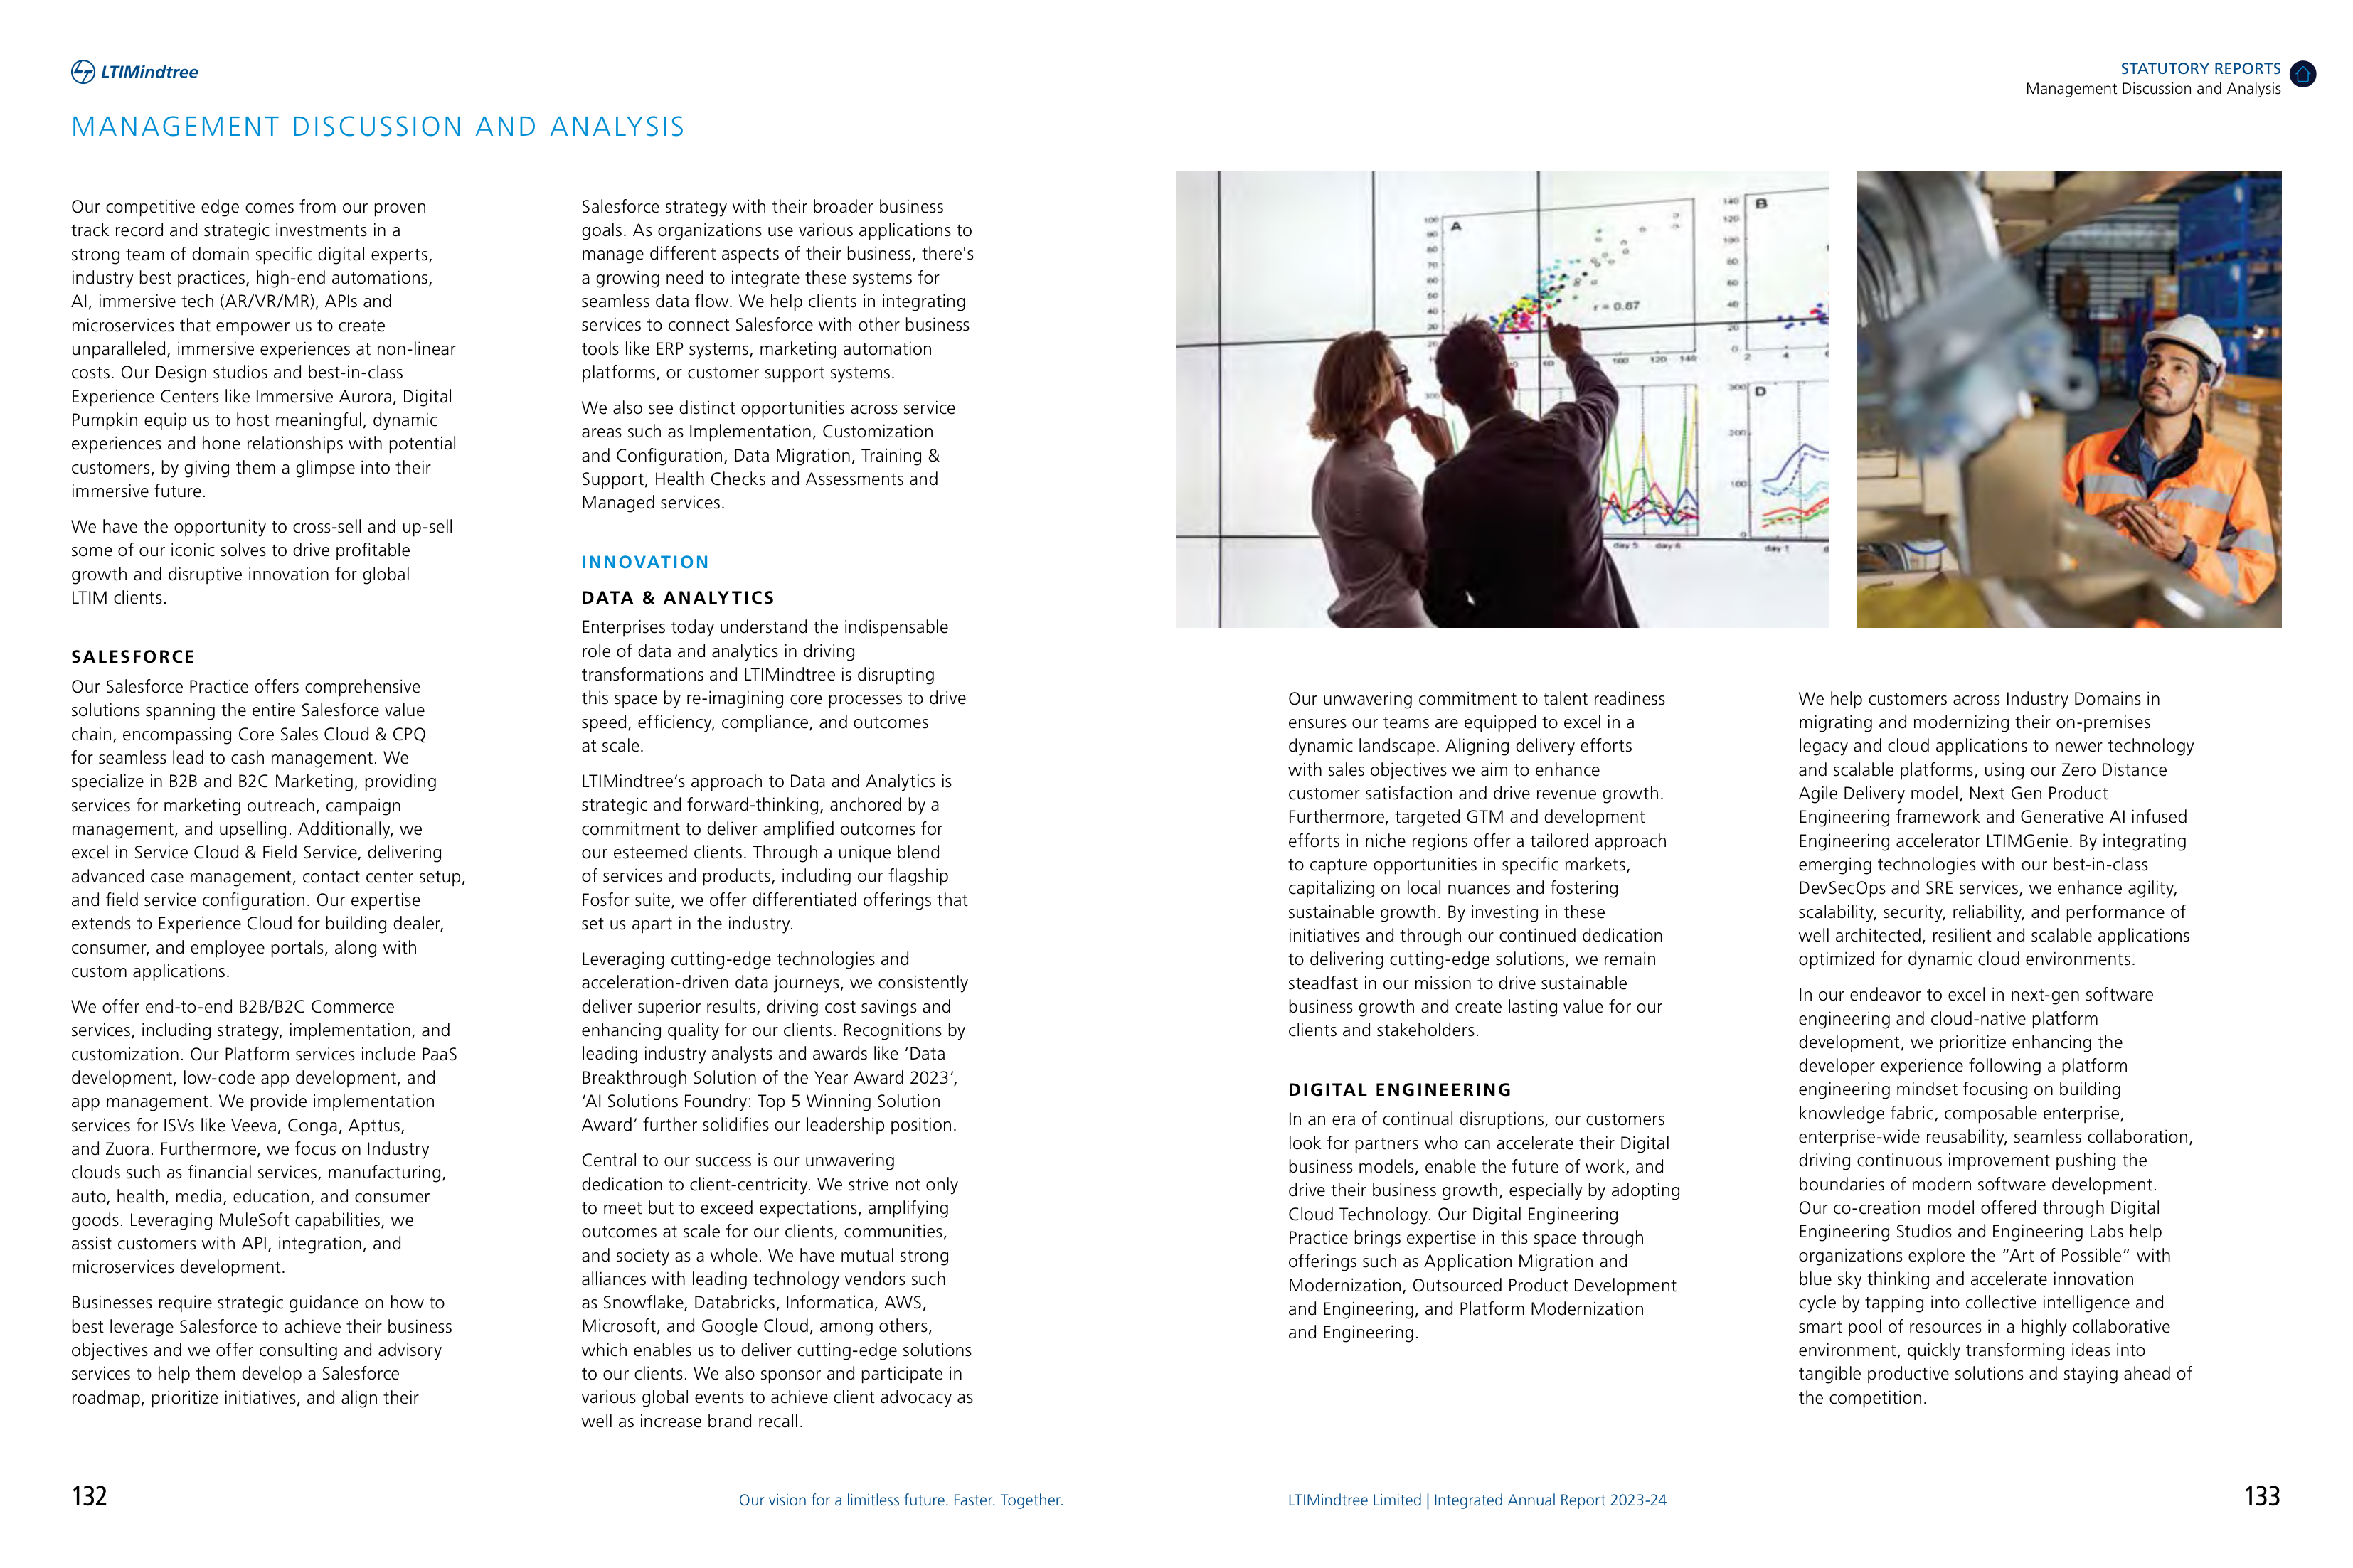 LTIMindtree
STATUTORY REPORTS
Management Discussion and Analysis
MANAGEMENT DISCUSSION AND ANALYSIS
Our competitive edge comes from our proven
track record and strategic investments in a
strong team of domain specific digital experts,
industry best practices, high-end automations,
AI, immersive tech (AR/VR/MR), APIs and
microservices that empower us to create
unparalleled, immersive experiences at non-linear
costs. Our Design studios and best-in-class
Experience Centers like Immersive Aurora, Digital
Pumpkin equip us to host meaningful, dynamic
experiences and hone relationships with potential
customers, by giving them a glimpse into their
immersive future.
We have the opportunity to cross-sell and up-sell
some of our iconic solves to drive profitable
growth and disruptive innovation for global
LTIM clients.
SALESFORCE
Our Salesforce Practice offers comprehensive
solutions spanning the entire Salesforce value
chain, encompassing Core Sales Cloud & CPQ
for seamless lead to cash management. We
specialize in B2B and B2C Marketing, providing
services for marketing outreach, campaign
management, and upselling. Additionally, we
excel in Service Cloud & Field Service, delivering
advanced case management, contact center setup,
and field service configuration. Our expertise
extends to Experience Cloud for building dealer,
consumer, and employee portals, along with
custom applications.
We offer end-to-end B2B/B2C Commerce
services, including strategy, implementation, and
customization. Our Platform services include PaaS
development, low-code app development, and
app management. We provide implementation
services for ISVs like Veeva, Conga, Apttus,
and Zuora. Furthermore, we focus on Industry
clouds such as financial services, manufacturing,
auto, health, media, education, and consumer
goods. Leveraging MuleSoft capabilities, we
assist customers with API, integration, and
microservices development.
Businesses require strategic guidance on how to
best leverage Salesforce to achieve their business
objectives and we offer consulting and advisory
services to help them develop a Salesforce
roadmap, prioritize initiatives, and align their
Salesforce strategy with their broader business
goals. As organizations use various applications to
manage different aspects of their business, there's
a growing need to integrate these systems for
seamless data flow. We help clients in integrating
services to connect Salesforce with other business
tools like ERP systems, marketing automation
platforms, or customer support systems.
We also see distinct opportunities across service
areas such as Implementation, Customization
and Configuration, Data Migration, Training &
Support, Health Checks and Assessments and
Managed services.
INNOVATION
DATA & ANALYTICS
Enterprises today understand the indispensable
role of data and analytics in driving
transformations and LTIMindtree is disrupting
this space by re-imagining core processes to drive
speed, efficiency, compliance, and outcomes
at scale.
LTIMindtree’s approach to Data and Analytics is
strategic and forward-thinking, anchored by a
commitment to deliver amplified outcomes for
our esteemed clients. Through a unique blend
of services and products, including our flagship
Fosfor suite, we offer differentiated offerings that
set us apart in the industry.
Leveraging cutting-edge technologies and
acceleration-driven data journeys, we consistently
deliver superior results, driving cost savings and
enhancing quality for our clients. Recognitions by
leading industry analysts and awards like ‘Data
Breakthrough Solution of the Year Award 2023’,
‘AI Solutions Foundry: Top 5 Winning Solution
Award’ further solidifies our leadership position.
Central to our success is our unwavering
dedication to client-centricity. We strive not only
to meet but to exceed expectations, amplifying
outcomes at scale for our clients, communities,
and society as a whole. We have mutual strong
alliances with leading technology vendors such
as Snowflake, Databricks, Informatica, AWS,
Microsoft, and Google Cloud, among others,
which enables us to deliver cutting-edge solutions
to our clients. We also sponsor and participate in
various global events to achieve client advocacy as
well as increase brand recall.
A
r = 0.87
B
D
day 5 day 6
day 1
Our unwavering commitment to talent readiness
ensures our teams are equipped to excel in a
dynamic landscape. Aligning delivery efforts
with sales objectives we aim to enhance
customer satisfaction and drive revenue growth.
Furthermore, targeted GTM and development
efforts in niche regions offer a tailored approach
to capture opportunities in specific markets,
capitalizing on local nuances and fostering
sustainable growth. By investing in these
initiatives and through our continued dedication
to delivering cutting-edge solutions, we remain
steadfast in our mission to drive sustainable
business growth and create lasting value for our
clients and stakeholders.
DIGITAL ENGINEERING
In an era of continual disruptions, our customers
look for partners who can accelerate their Digital
business models, enable the future of work, and
drive their business growth, especially by adopting
Cloud Technology. Our Digital Engineering
Practice brings expertise in this space through
offerings such as Application Migration and
Modernization, Outsourced Product Development
and Engineering, and Platform Modernization
and Engineering.
We help customers across Industry Domains in
migrating and modernizing their on-premises
legacy and cloud applications to newer technology
and scalable platforms, using our Zero Distance
Agile Delivery model, Next Gen Product
Engineering framework and Generative AI infused
Engineering accelerator LTIMGenie. By integrating
emerging technologies with our best-in-class
DevSecOps and SRE services, we enhance agility,
scalability, security, reliability, and performance of
well architected, resilient and scalable applications
optimized for dynamic cloud environments.
In our endeavor to excel in next-gen software
engineering and cloud-native platform
development, we prioritize enhancing the
developer experience following a platform
engineering mindset focusing on building
knowledge fabric, composable enterprise,
enterprise-wide reusability, seamless collaboration,
driving continuous improvement pushing the
boundaries of modern software development.
Our co-creation model offered through Digital
Engineering Studios and Engineering Labs help
organizations explore the “Art of Possible” with
blue sky thinking and accelerate innovation
cycle by tapping into collective intelligence and
smart pool of resources in a highly collaborative
environment, quickly transforming ideas into
tangible productive solutions and staying ahead of
the competition.
132
Our vision for a limitless future. Faster. Together.
LTIMindtree Limited | Integrated Annual Report 2023-24
133